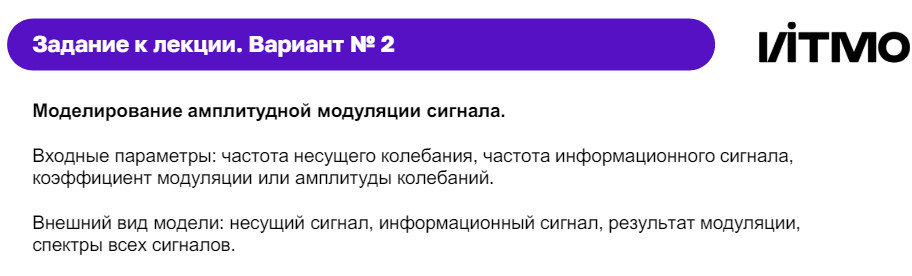 Задание к лекции. Вариант № 2
ИТМО
Моделирование амплитудной модуляции сигнала.
Входные параметры: частота несущего колебания, частота информационного сигнала,
коэффициент модуляции или амплитуды колебаний.
Внешний вид модели: несущий сигнал, информационный сигнал, результат модуляции,
спектры всех сигналов.